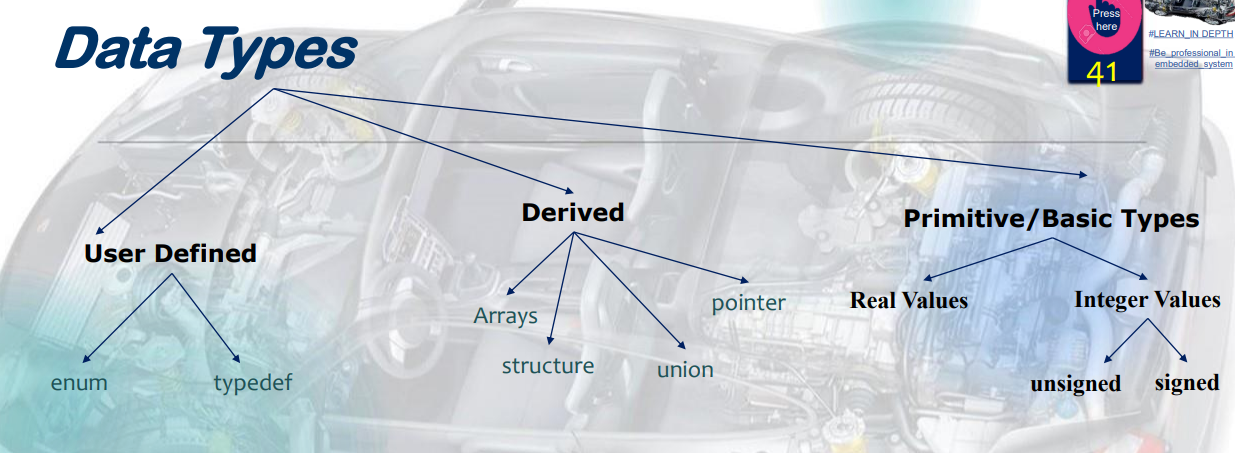 Data Types
Press
here
41
#LEARN_IN DEPTH
#Be_professional_in
embedded_system
User Defined
Derived
Primitive/Basic Types
enum
typedef
Arrays
structure
union
pointer
Real Values
Integer Values
unsigned
signed